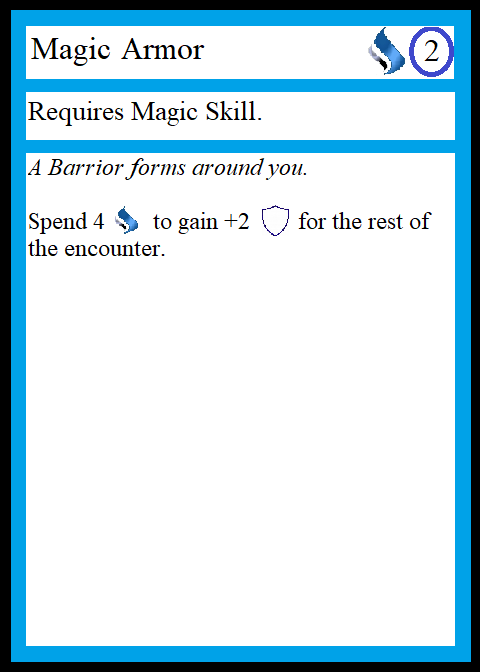 Magic Armor 2
Requires Magic Skill.
A Barrior forms around you.
Spend 4 to gain +2 for the rest of
the encounter.